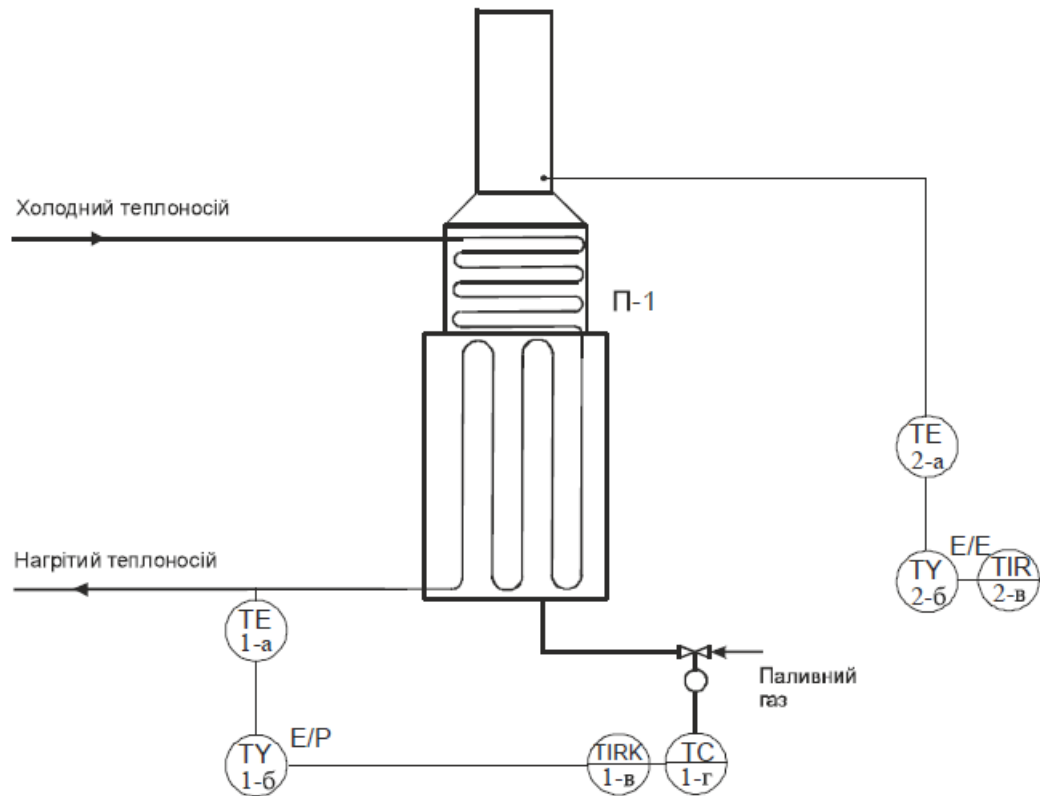 Холодний теплоносій
П-1
TE
2-а
Нагрітий теплоносій
E/E
TY
2-б
TIR
2-в
TE
1-а
Паливний
газ
E/P
TY
1-б
TIRK
1-в
TC
1-г